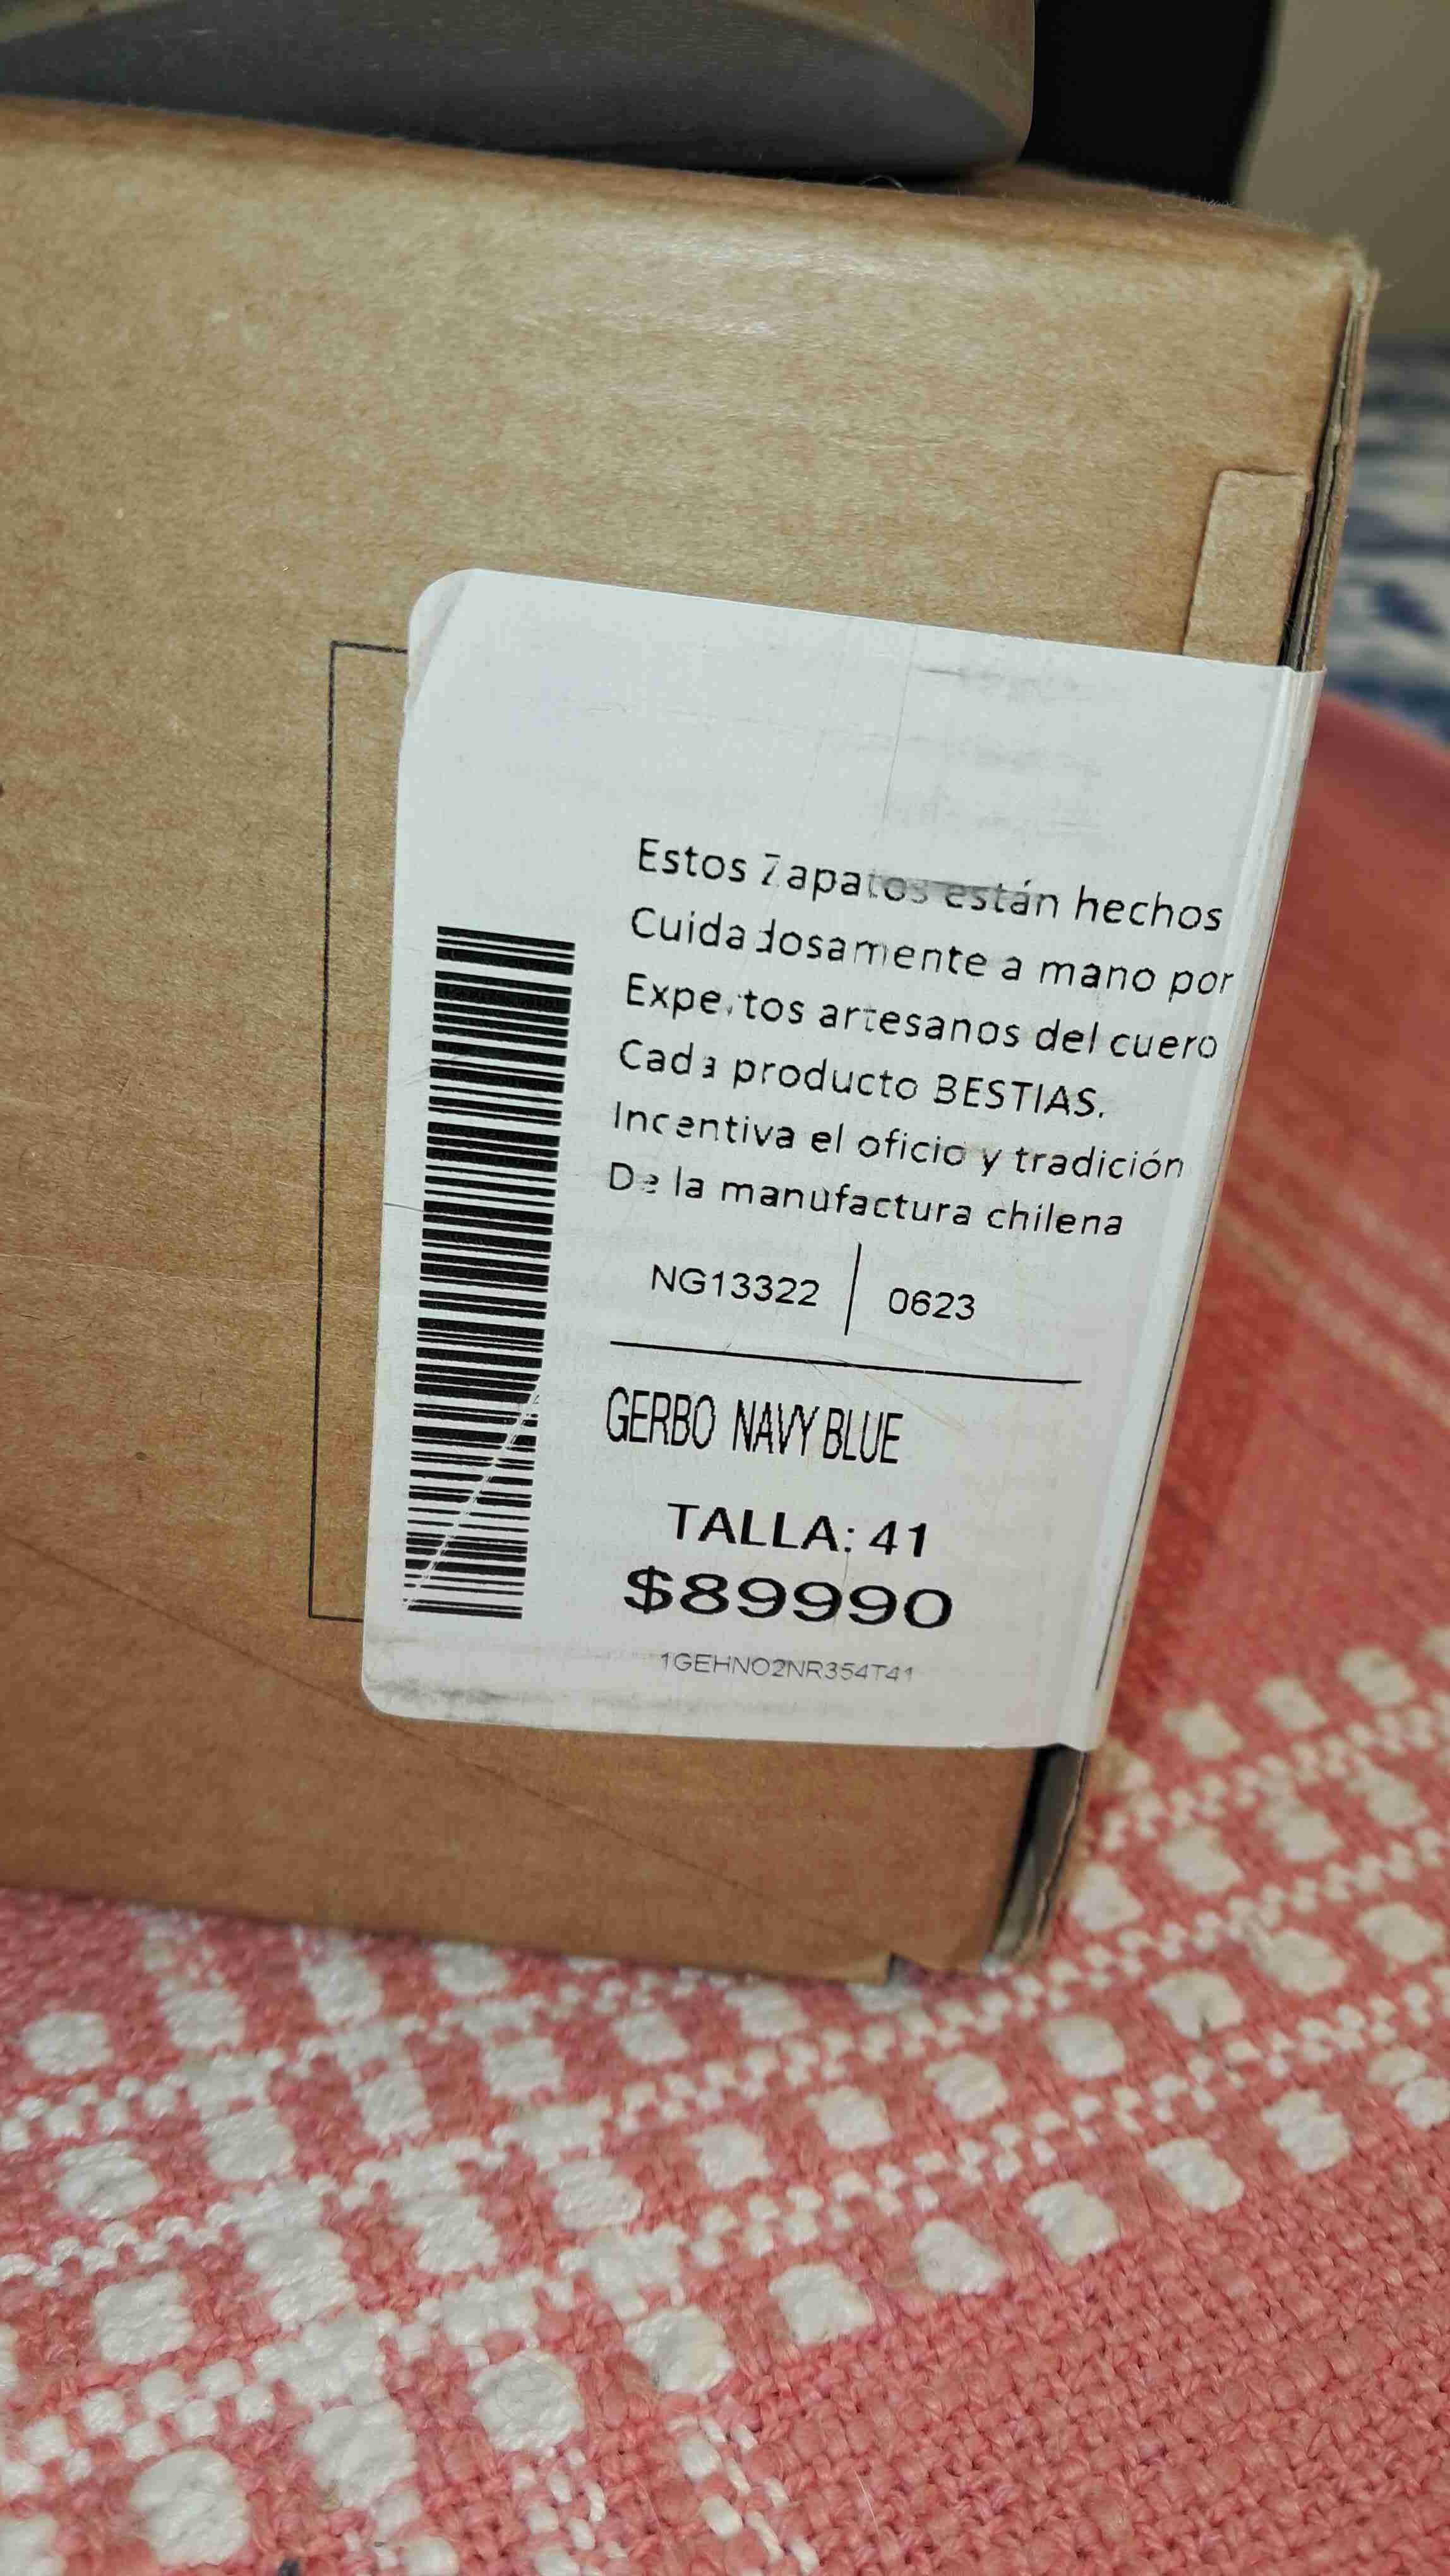 Estos Zapatos están hechos
Cuidadosamente a mano por
Expertos artesanos del cuero
Cada producto BESTIAS.
Incentiva el oficio y tradición
De la manufactura chilena
NG13322 | 0623
GERBO NAVY BLUE
TALLA: 41
$89990
1GEHNO2NR354T41